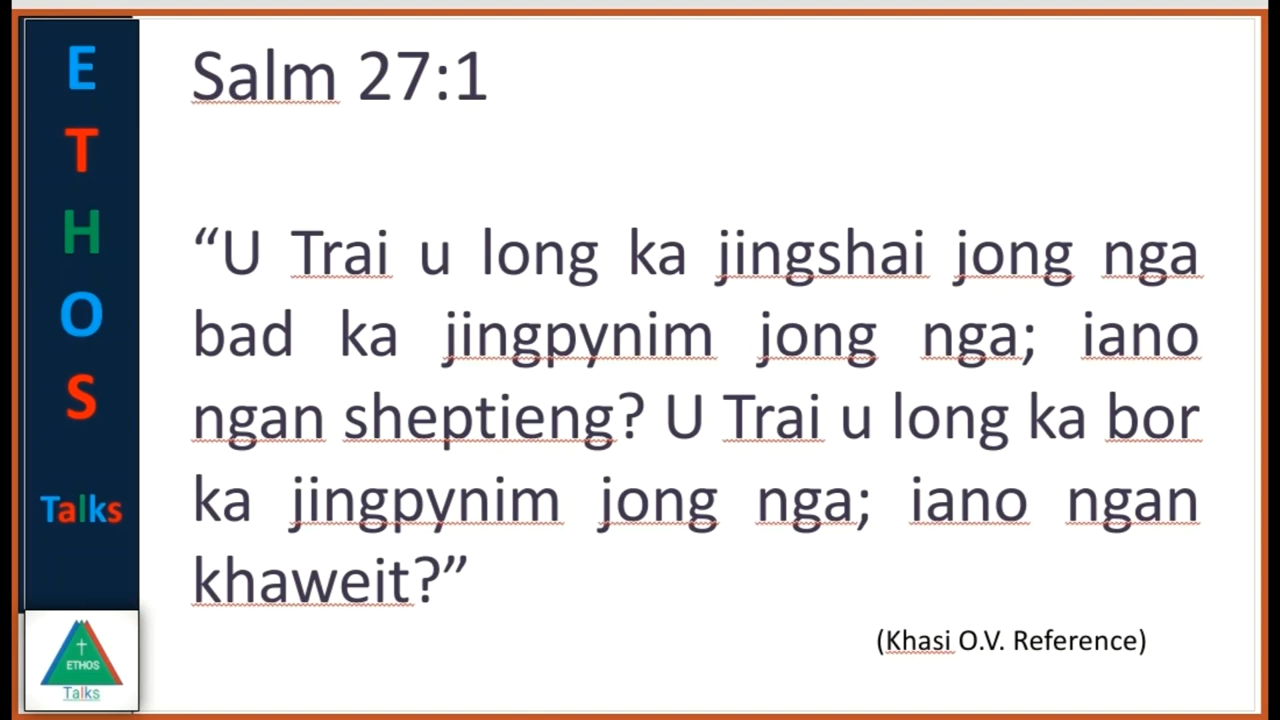 E
T
H
O
S
Talks
ETHOS
Talks
Salm 27:1
“U Trai u long ka jingshai jong nga
bad ka jingpynim jong nga; iano
ngan sheptieng? U Trai u long ka bor
ka jingpynim jong nga; iano ngan
khaweit?”
(Khasi O.V. Reference)